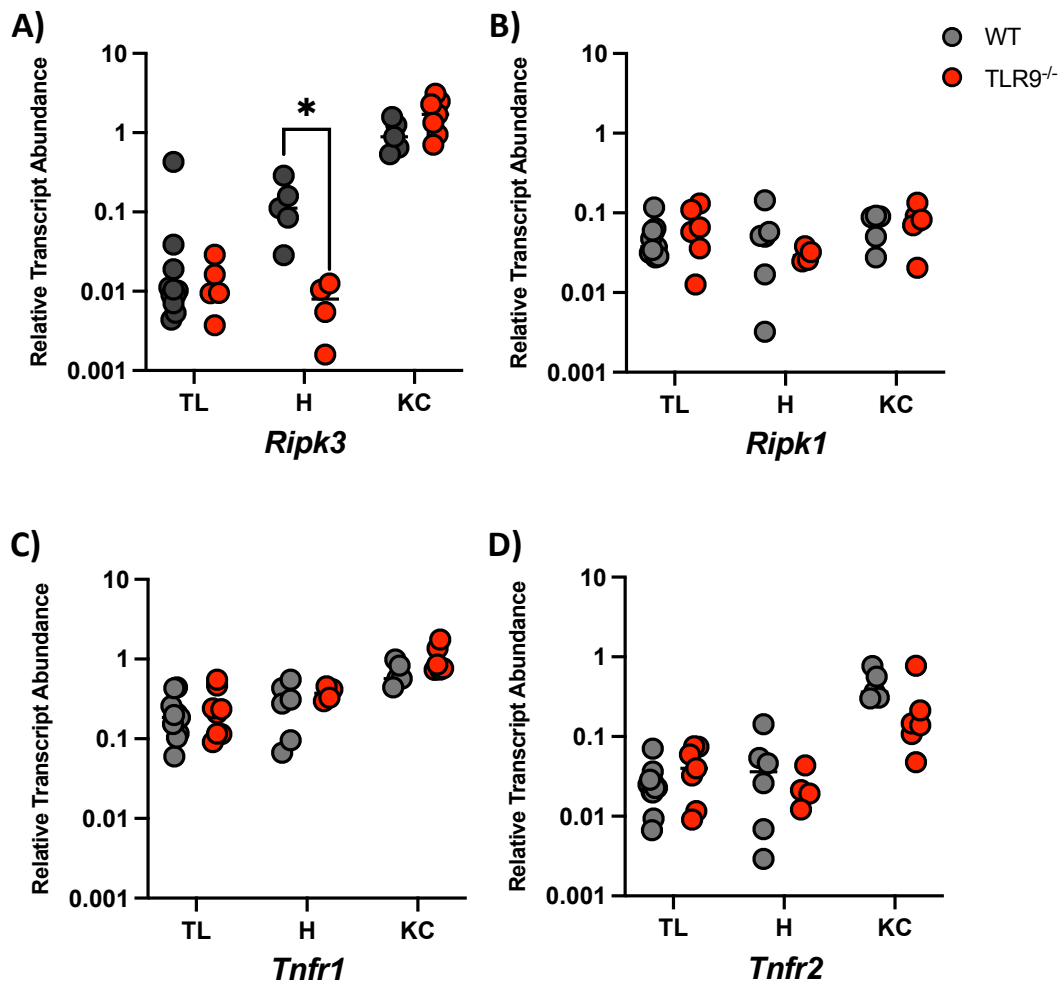 A)
Relative Transcript Abundance
10
1
0.1
0.01
0.001
*
TL H KC
Ripk3
B)
WT
TLR9-/-
Relative Transcript Abundance
10
1
0.1
0.01
0.001
TL H KC
Ripk1
C)
Relative Transcript Abundance
10
1
0.1
0.01
0.001
TL H KC
Tnfr1
D)
Relative Transcript Abundance
10
1
0.1
0.01
0.001
TL H KC
Tnfr2